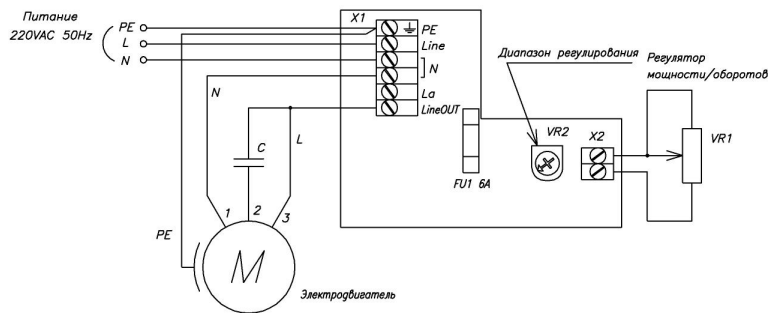 Питание
220VAC 50Hz
PE
L
N
X1
PE
Line
N
La
LineOUT
Диапазон регулирования
Регулятор
мощности/оборотов
VR2
X2
VR1
FU1 6A
N
C
L
1
2
3
PE
M
Электродвигатель